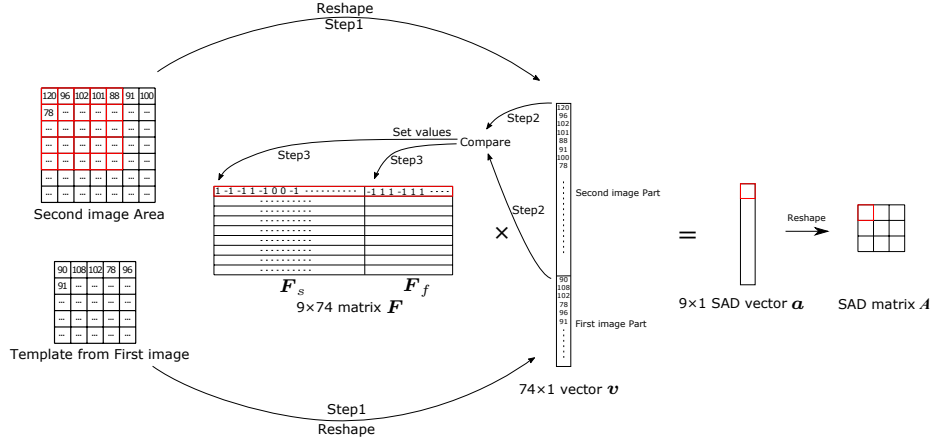 Reshape
Step1
120 96 102 101 88 91 100
78 ... ... ... ... ... ...
... ... ... ... ... ... ...
... ... ... ... ... ... ...
... ... ... ... ... ... ...
... ... ... ... ... ... ...
... ... ... ... ... ... ...
Second image Area
90 108 102 78 96
91 ... ... ... ...
... ... ... ... ...
... ... ... ... ...
... ... ... ... ...
Template from First image
Set values
Compare
Step2
Step3
Step3
Step2
1 -1 -1 1 -1 0 0 -1 ·············· -1 1 1 -1 1 1 ····
F_s
F_f
9×74 matrix F
×
120
96
102
101
88
91
100
78
Second image Part
90
108
102
78
96
91
First image Part
74×1 vector v
=
9×1 SAD vector a
Reshape
SAD matrix A
Step1
Reshape